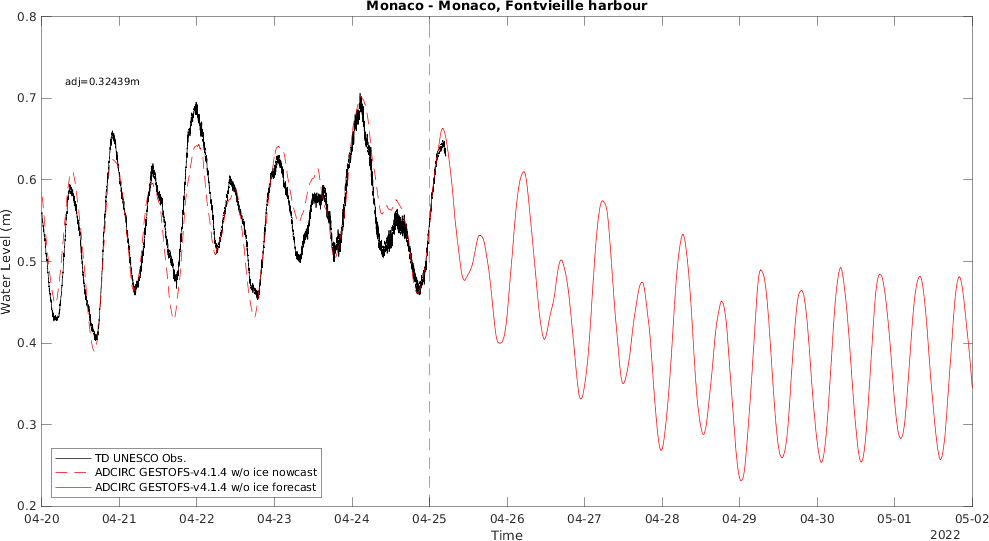 Monaco - Monaco, Fontvieille harbour
0.8
0.7
0.6
0.5
0.4
0.3
0.2
Water Level (m)
adj=0.32439m
TD UNESCO Obs.
ADCIRC GESTOFS-v4.1.4 w/o ice nowcast
ADCIRC GESTOFS-v4.1.4 w/o ice forecast
04-20 04-21 04-22 04-23 04-24 04-25 04-26 04-27 04-28 04-29 04-30 05-01 05-02
Time
2022